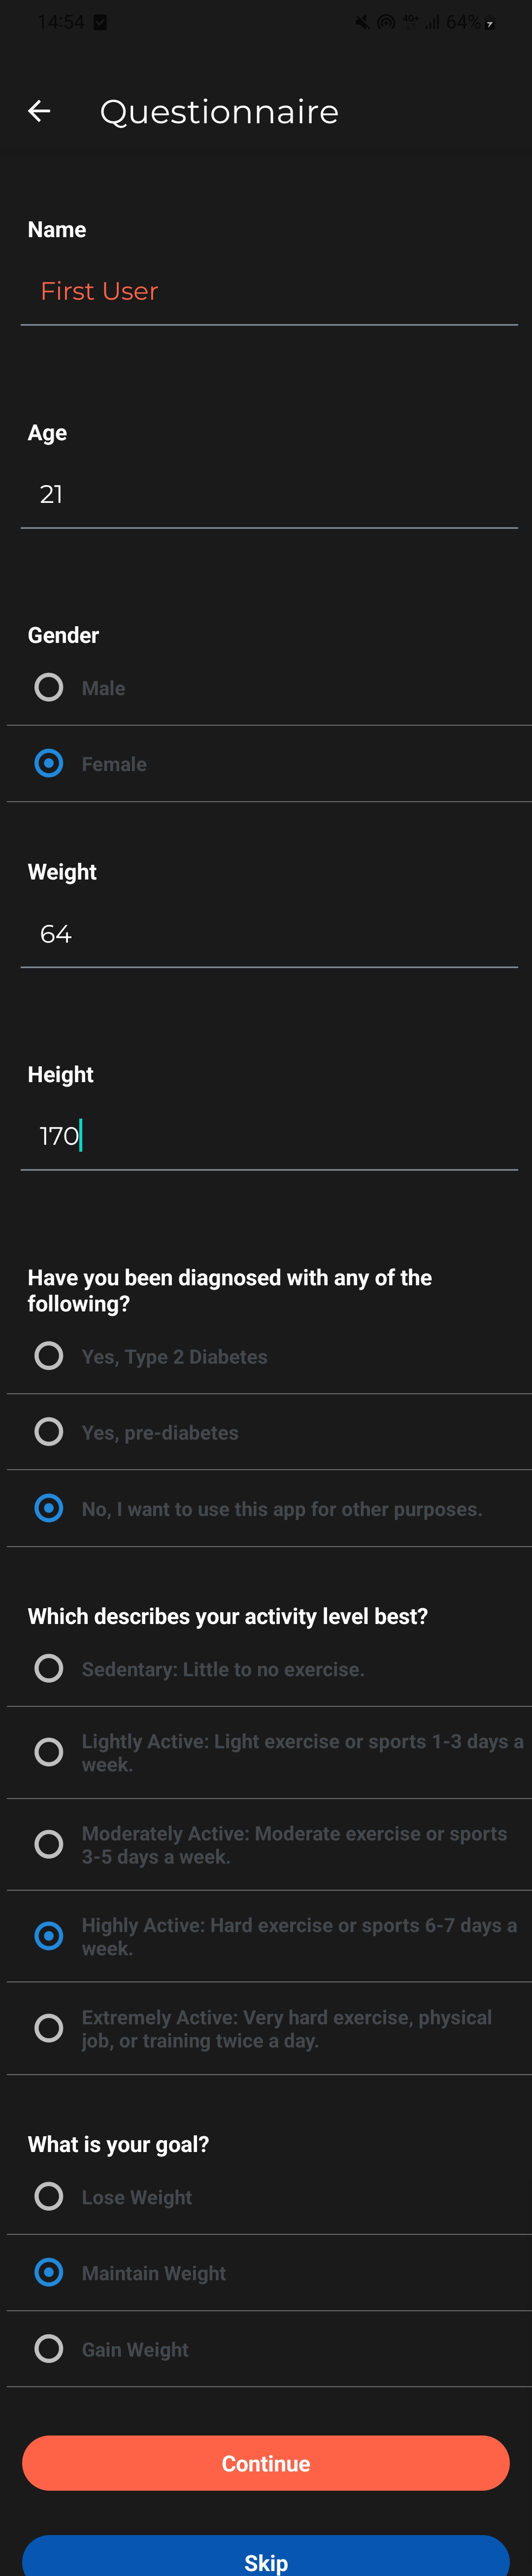 14:54
64%
Questionnaire
Name
First User
Age
21
Gender
Male
Female
Weight
64
Height
170
Have you been diagnosed with any of the
following?
Yes, Type 2 Diabetes
Yes, pre-diabetes
No, I want to use this app for other purposes.
Which describes your activity level best?
Sedentary: Little to no exercise.
Lightly Active: Light exercise or sports 1-3 days a
week.
Moderately Active: Moderate exercise or sports
3-5 days a week.
Highly Active: Hard exercise or sports 6-7 days a
week.
Extremely Active: Very hard exercise, physical
job, or training twice a day.
What is your goal?
Lose Weight
Maintain Weight
Gain Weight
Continue
Skip